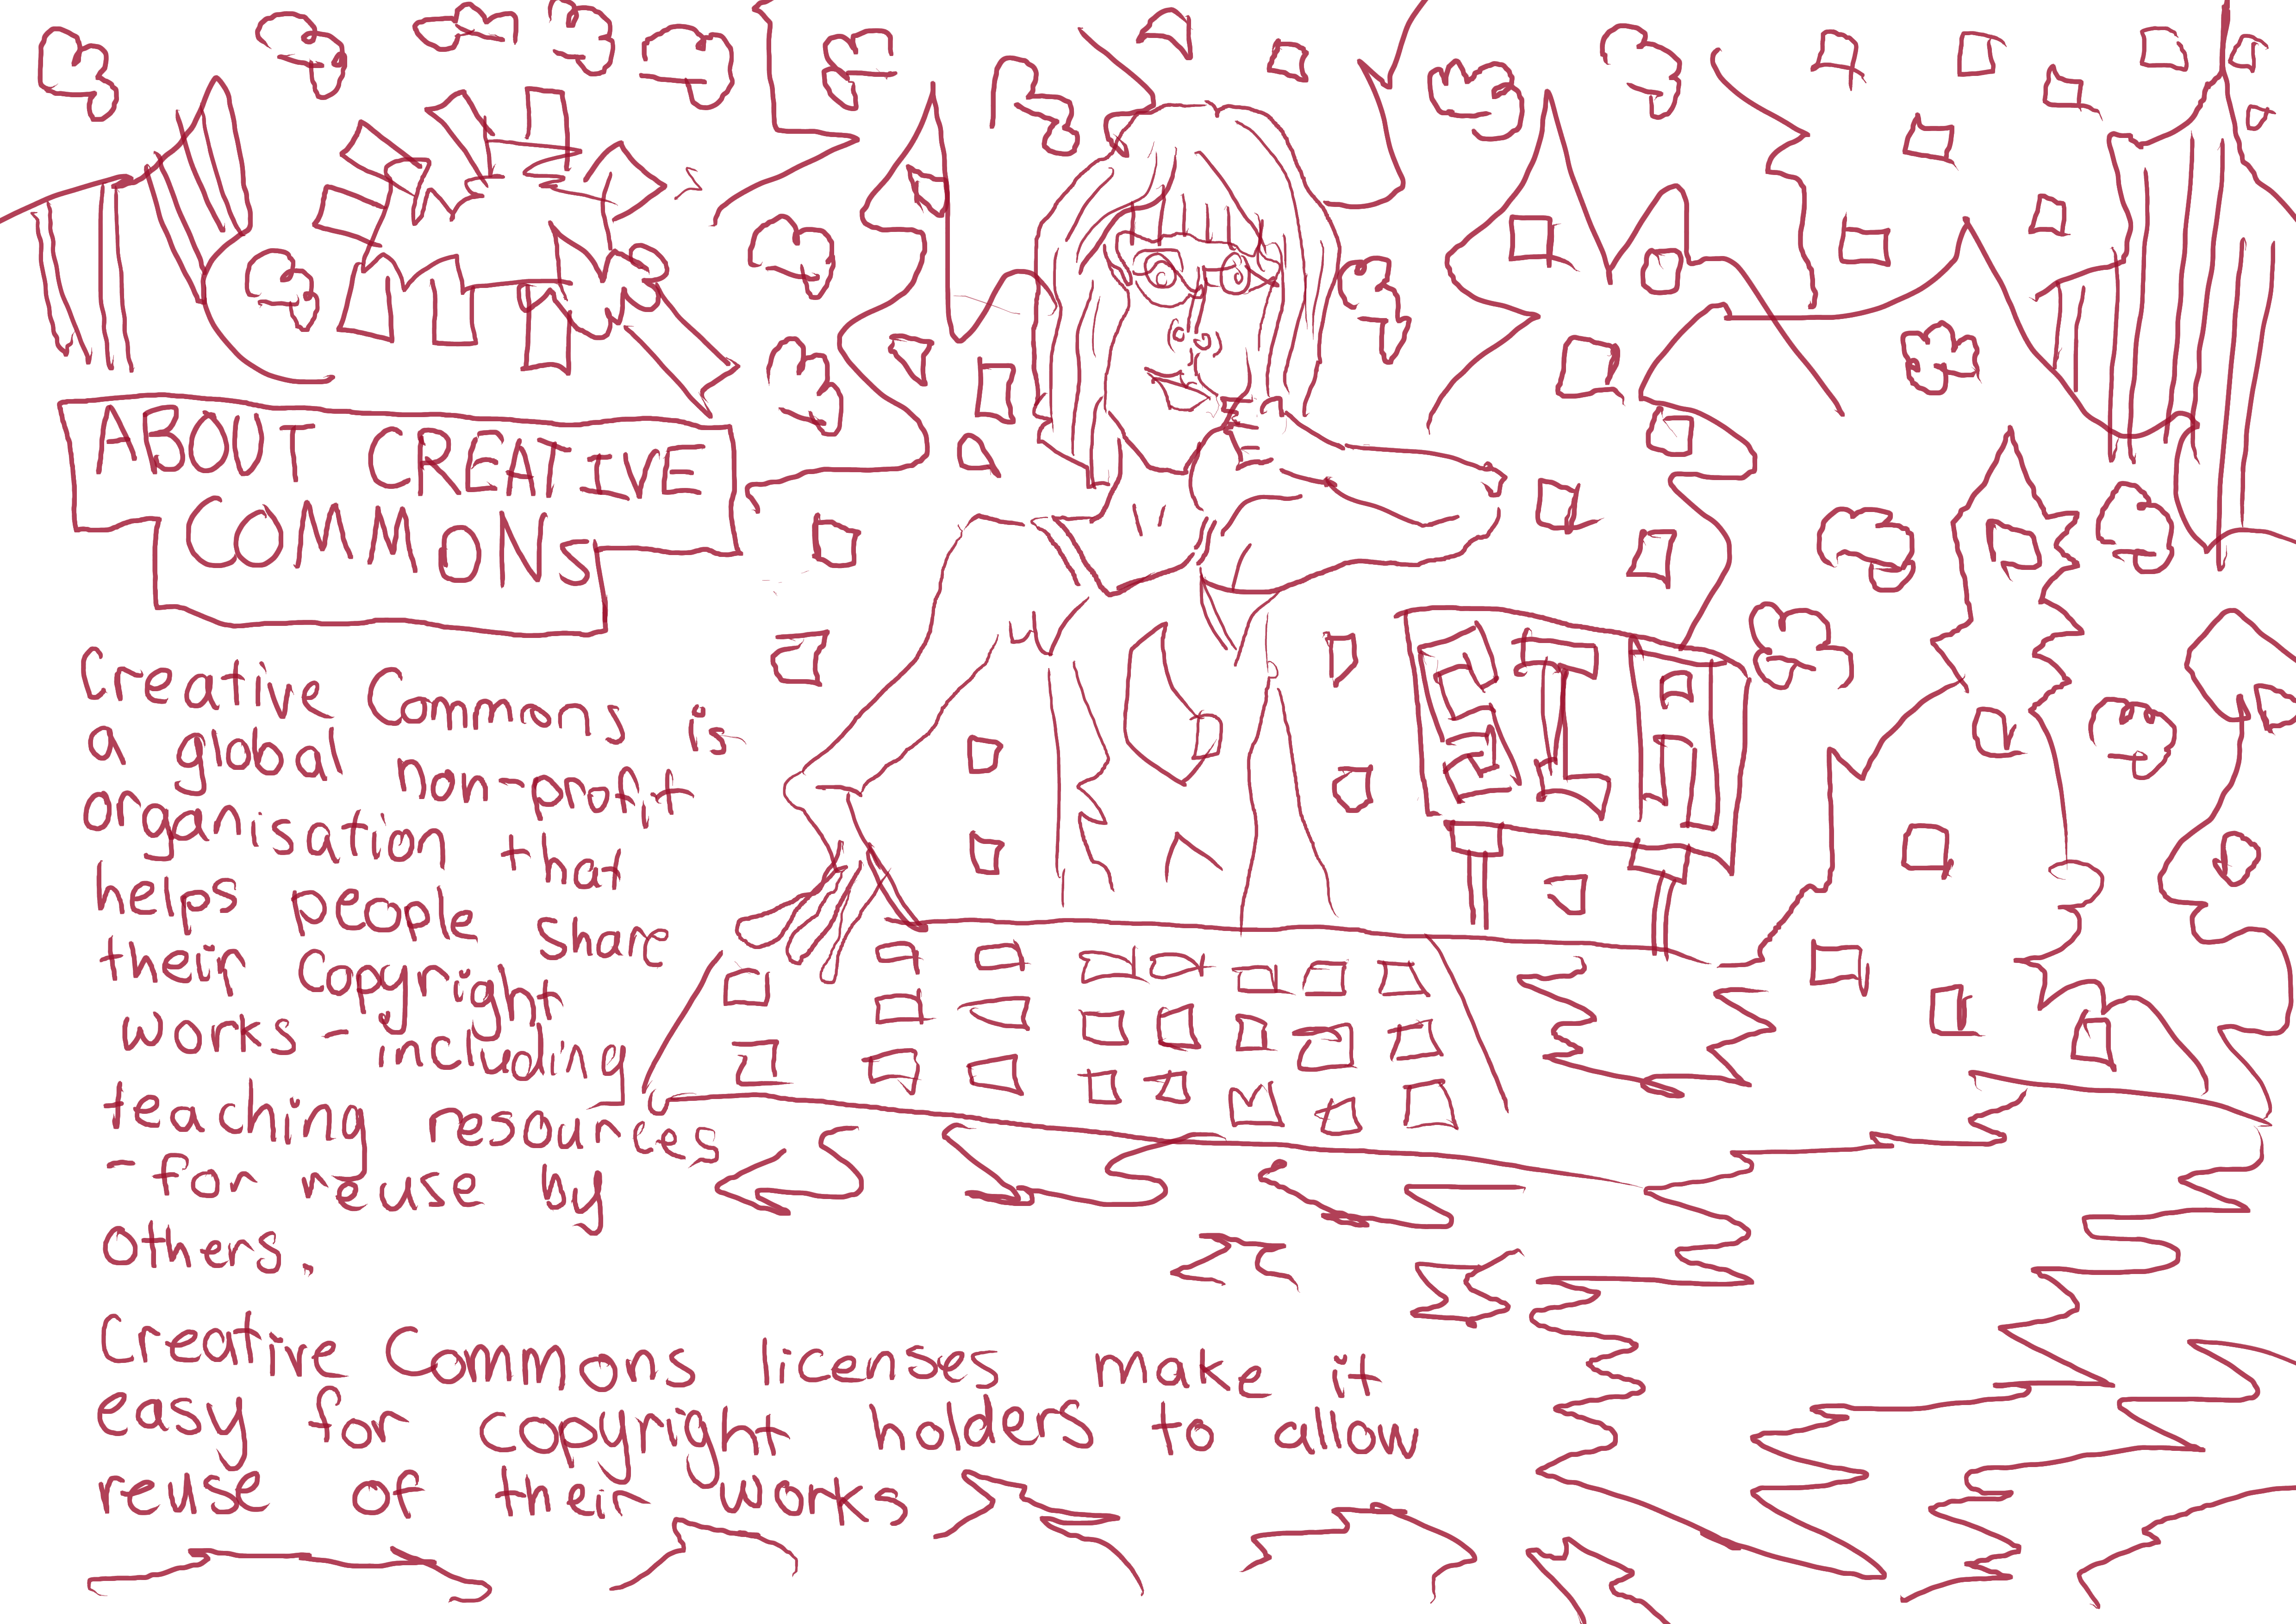 ABOUT CREATIVE
COMMONS
Creative Commons is
a global non-profit
organisation that
helps people share
their copyright
works - including
teaching resources
- for reuse by
others.
Creative Commons licenses make it
easy for copyright holders to allow
reuse of their works